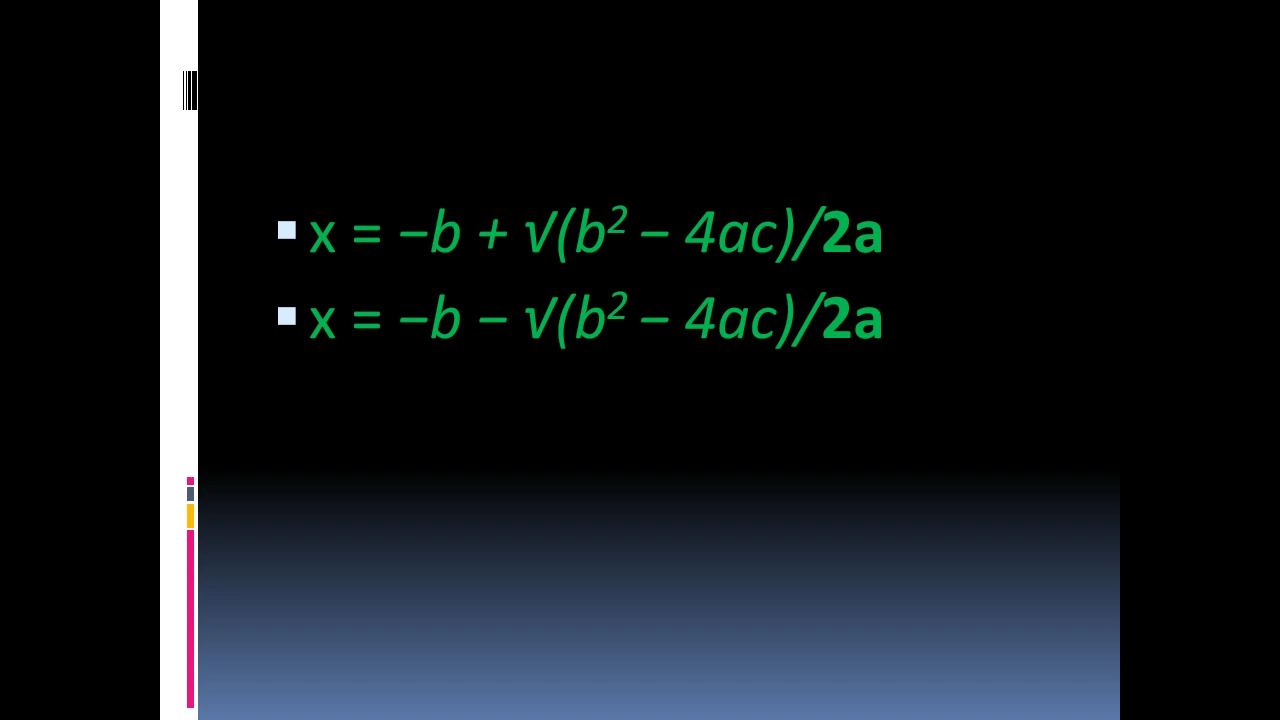 x = −b + √(b² − 4ac)/2a
x = −b − √(b² − 4ac)/2a